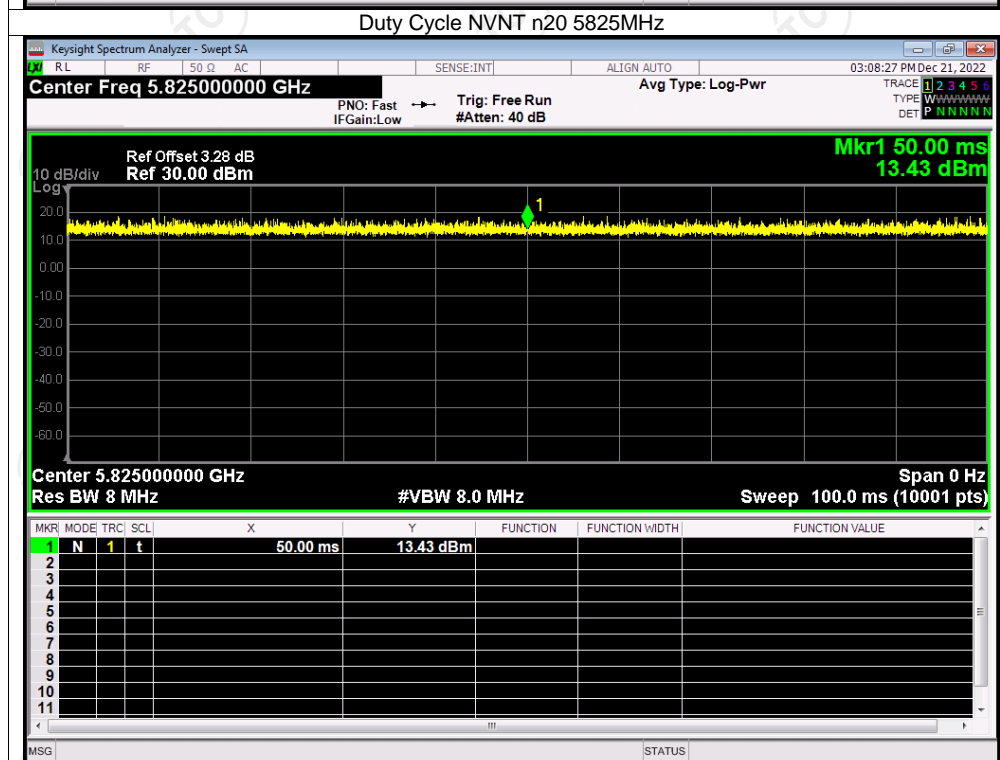 Duty Cycle NVNT n20 5825MHz
Keysight Spectrum Analyzer - Swept SA
LXI RL RF 50 Ω AC SENSE:INT ALIGN AUTO 03:08:27 PM Dec 21, 2022
Center Freq 5.825000000 GHz Avg Type: Log-Pwr TRACE 1 2 3 4 5 6
PNO: Fast Trig: Free Run TYPE WWWWWW
IFGain:Low #Atten: 40 dB DET P N N N N N
Mkr1 50.00 ms
13.43 dBm
Ref Offset 3.28 dB
10 dB/div Ref 30.00 dBm
Log
1
20.0
10.0
0.00
-10.0
-20.0
-30.0
-40.0
-50.0
-60.0
Center 5.825000000 GHz Span 0 Hz
Res BW 8 MHz #VBW 8.0 MHz Sweep 100.0 ms (10001 pts)
MKR MODE TRC SCL X Y FUNCTION FUNCTION WIDTH FUNCTION VALUE
1 N 1 t 50.00 ms 13.43 dBm
2
3
4
5
6
7
8
9
10
11
MSG STATUS